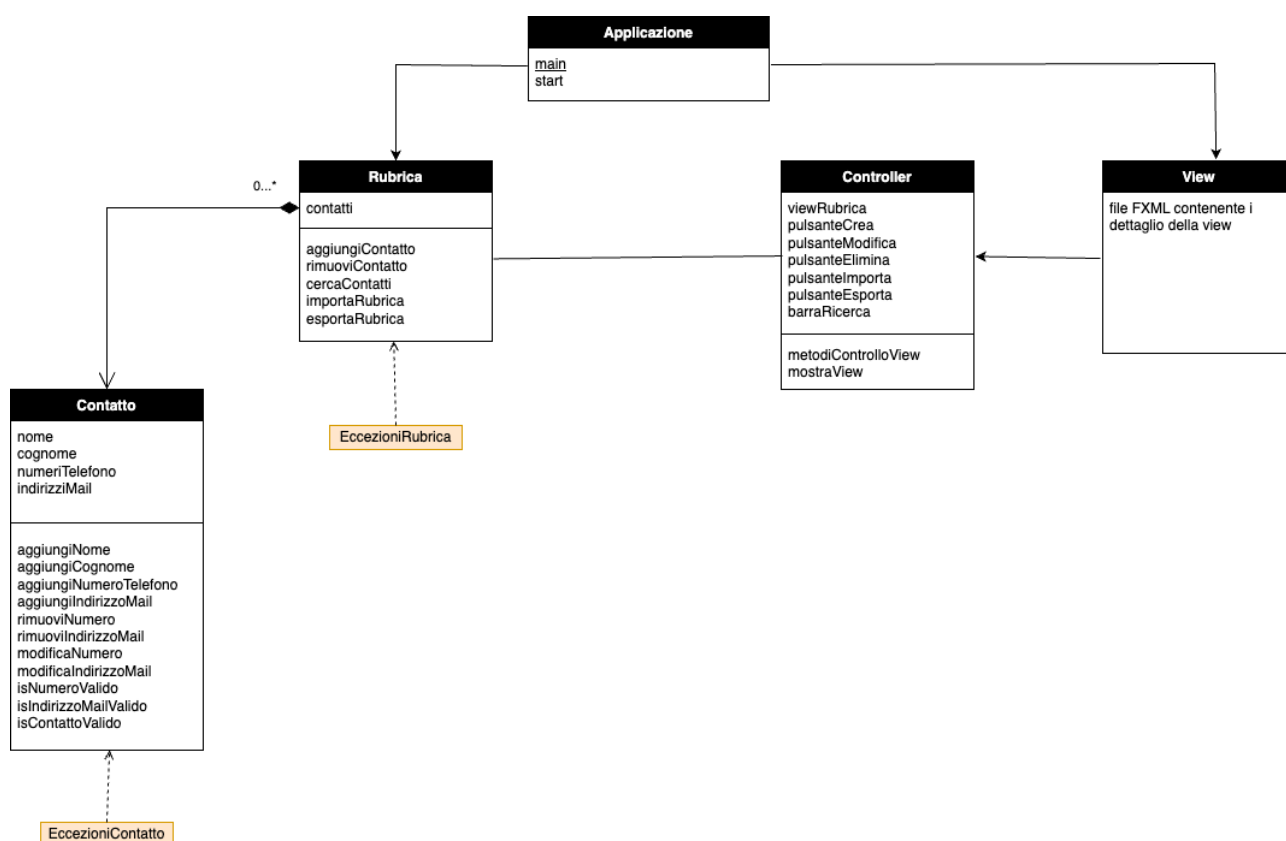 Applicazione
main
start
Rubrica
contatti
aggiungiContatto
rimuoviContatto
cercaContatti
importaRubrica
esportaRubrica
0...*
Controller
viewRubrica
pulsanteCrea
pulsanteModifica
pulsanteElimina
pulsanteImporta
pulsanteEsporta
barraRicerca
metodiControlloView
mostraView
View
file FXML contenente i
dettaglio della view
EccezioniRubrica
Contatto
nome
cognome
numeriTelefono
indirizziMail
aggiungiNome
aggiungiCognome
aggiungiNumeroTelefono
aggiungiIndirizzoMail
rimuoviNumero
rimuoviIndirizzoMail
modificaNumero
modificaIndirizzoMail
isNumeroValido
isIndirizzoMailValido
isContattoValido
EccezioniContatto